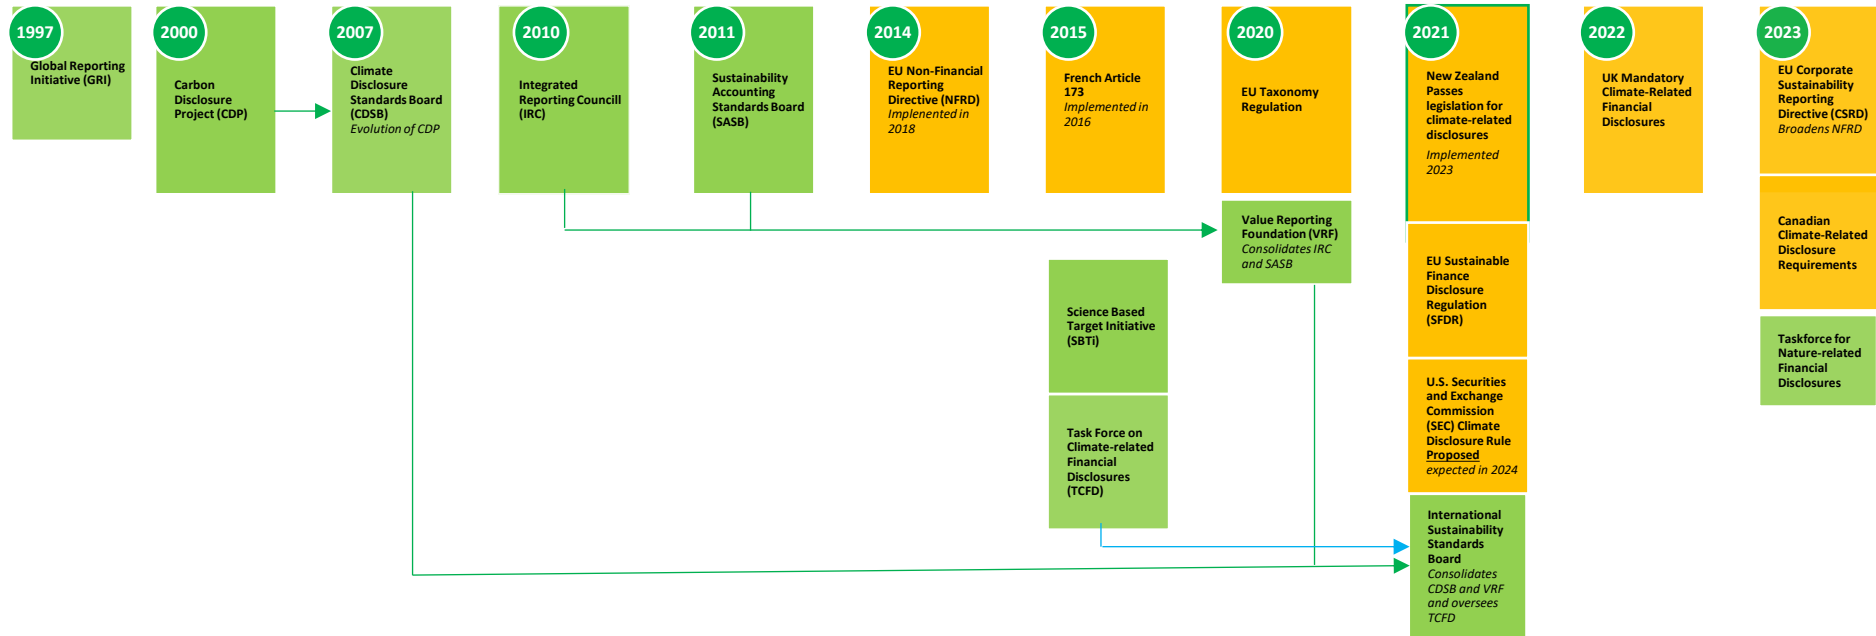 1997
Global Reporting
Initiative (GRI)
2000
Carbon
Disclosure
Project (CDP)
2007
Climate
Disclosure
Standards Board
(CDSB)
Evolution of CDP
2010
Integrated
Reporting Councill
(IRC)
2011
Sustainability
Accounting
Standards Board
(SASB)
2014
EU Non-Financial
Reporting
Directive (NFRD)
Implenented in
2018
2015
French Article
173
Implemented in
2016
Science Based
Target Initiative
(SBTi)
Task Force on
Climate-related
Financial
Disclosures
(TCFD)
2020
EU Taxonomy
Regulation
Value Reporting
Foundation (VRF)
Consolidates IRC
and SASB
2021
New Zealand
Passes
legislation for
climate-related
disclosures
Implemented
2023
EU Sustainable
Finance
Disclosure
Regulation
(SFDR)
U.S. Securities
and Exchange
Commission
(SEC) Climate
Disclosure Rule
Proposed
expected in 2024
International
Sustainability
Standards
Board
Consolidates
CDSB and VRF
and oversees
TCFD
2022
UK Mandatory
Climate-Related
Financial
Disclosures
2023
EU Corporate
Sustainability
Reporting
Directive (CSRD)
Broadens NFRD
Canadian
Climate-Related
Disclosure
Requirements
Taskforce for
Nature-related
Financial
Disclosures